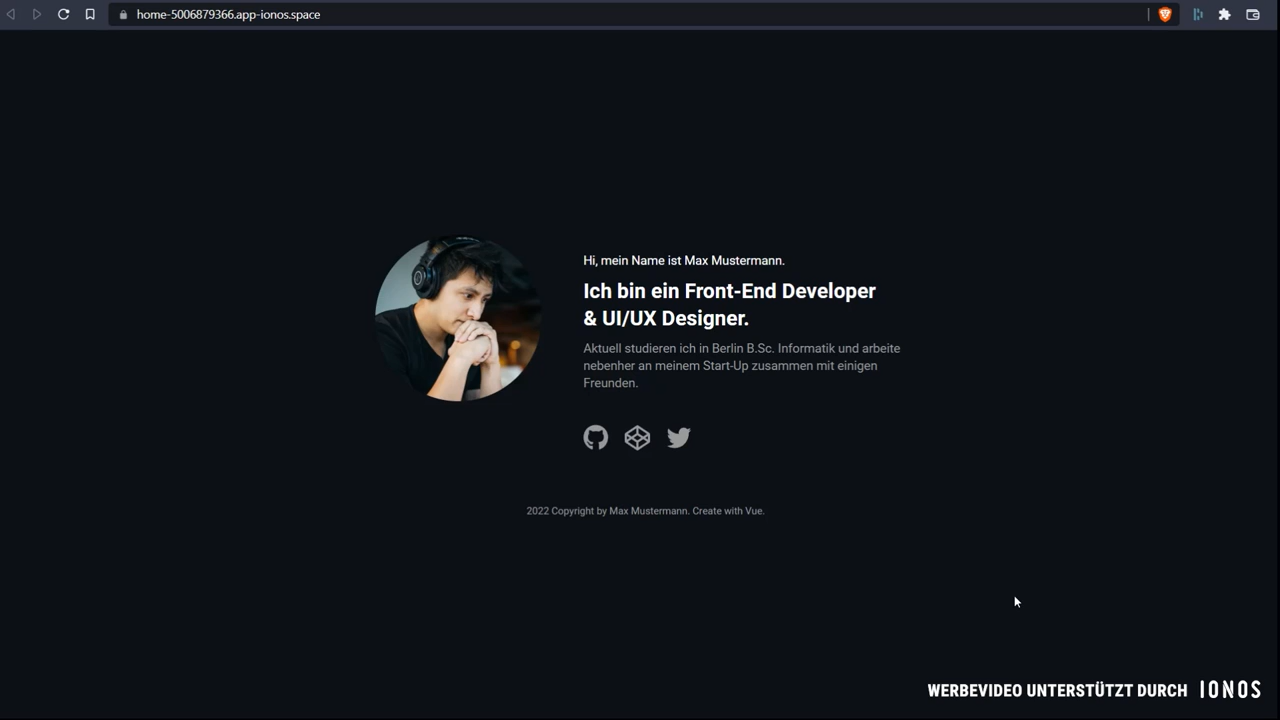 home-5006879366.app-ionos.space
Hi, mein Name ist Max Mustermann.
Ich bin ein Front-End Developer
& UI/UX Designer.
Aktuell studieren ich in Berlin B.Sc. Informatik und arbeite
nebenher an meinem Start-Up zusammen mit einigen
Freunden.
2022 Copyright by Max Mustermann. Create with Vue.
WERBEVIDEO UNTERSTÜTZT DURCH IONOS